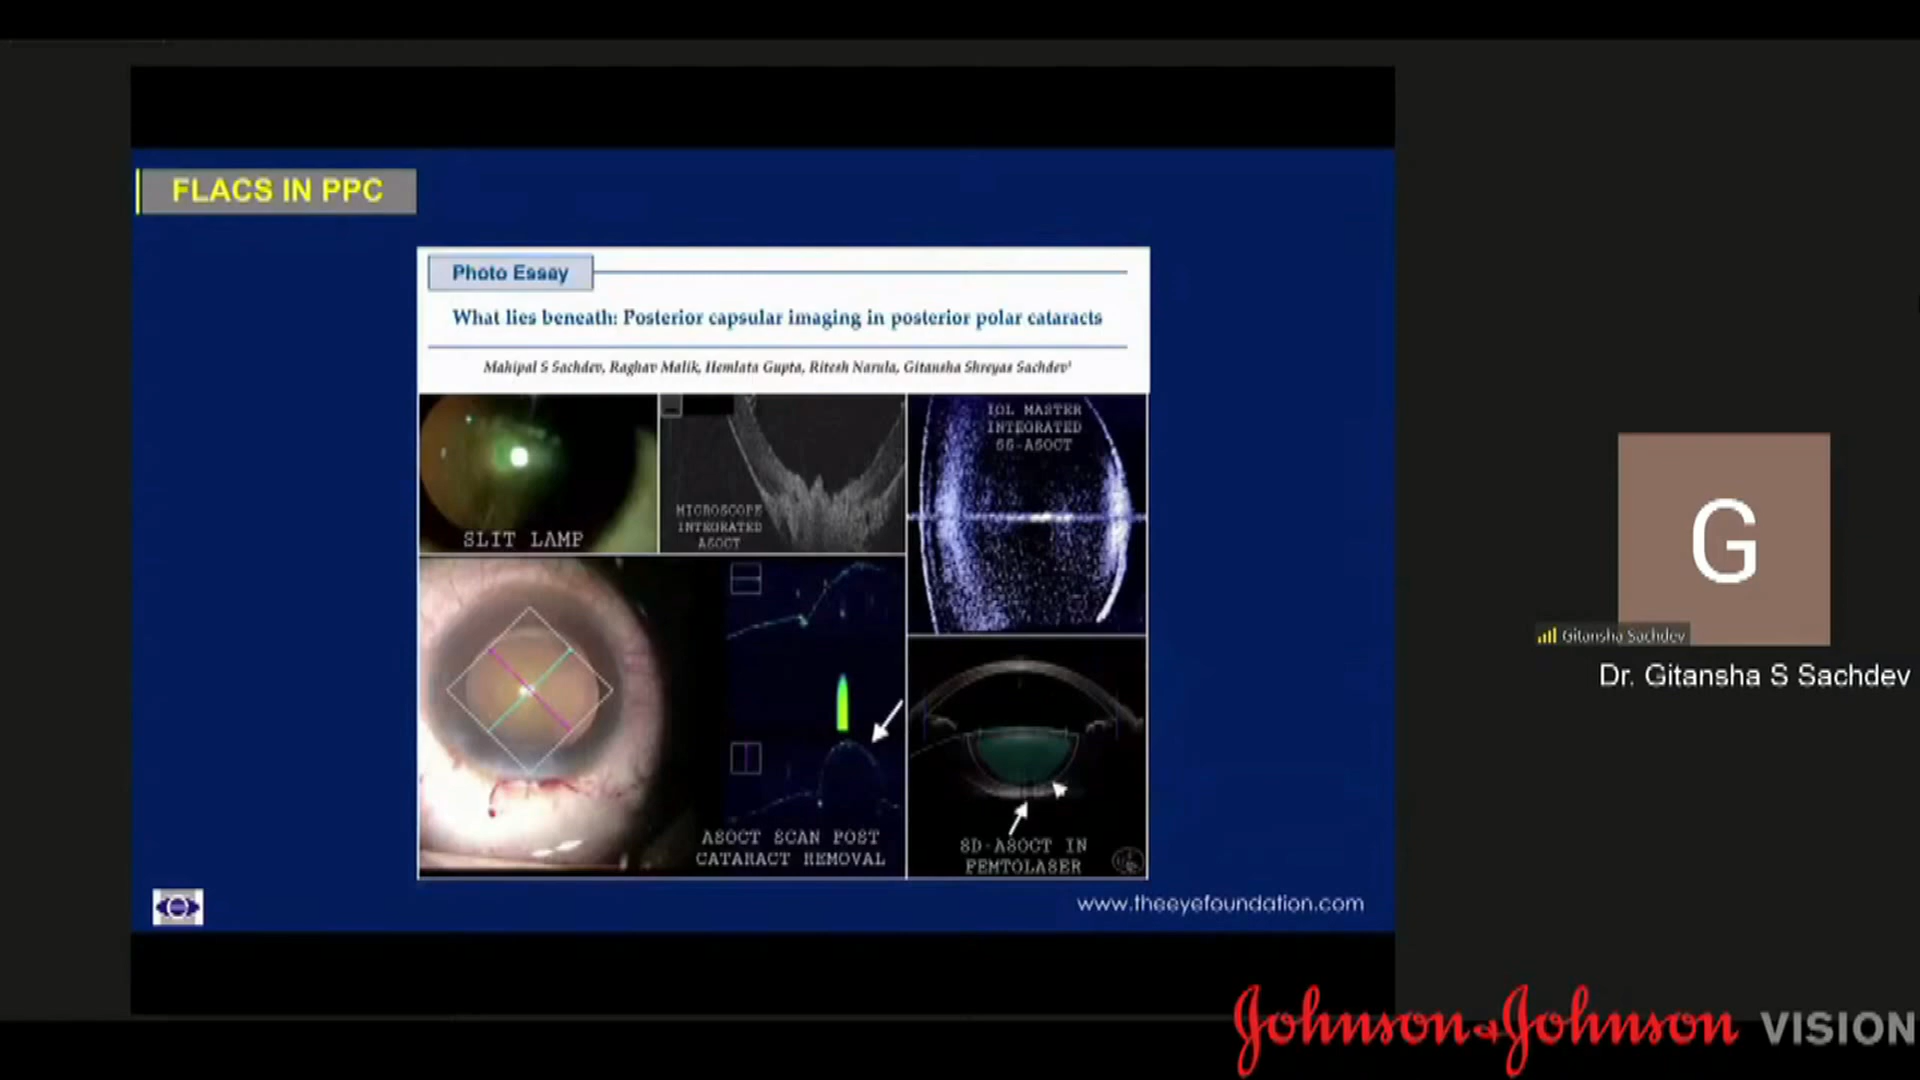 FLACS IN PPC
Photo Essay
What lies beneath: Posterior capsular imaging in posterior polar cataracts
Mahipal S Sachdev, Raghav Malik, Hemlata Gupta, Ritesh Narula, Gitansha Shreyas Sachdev¹
SLIT LAMP
MICROSCOPE
INTEGRATED
ASOCT
IOL MASTER
INTEGRATED
SS-ASOCT
ASOCT SCAN POST
CATARACT REMOVAL
SD-ASOCT IN
FEMTOLASER
www.theeyefoundation.com
G
Gitansha Sachdev
Dr. Gitansha S Sachdev
Johnson & Johnson VISION